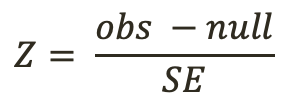 Z = obs − null
SE